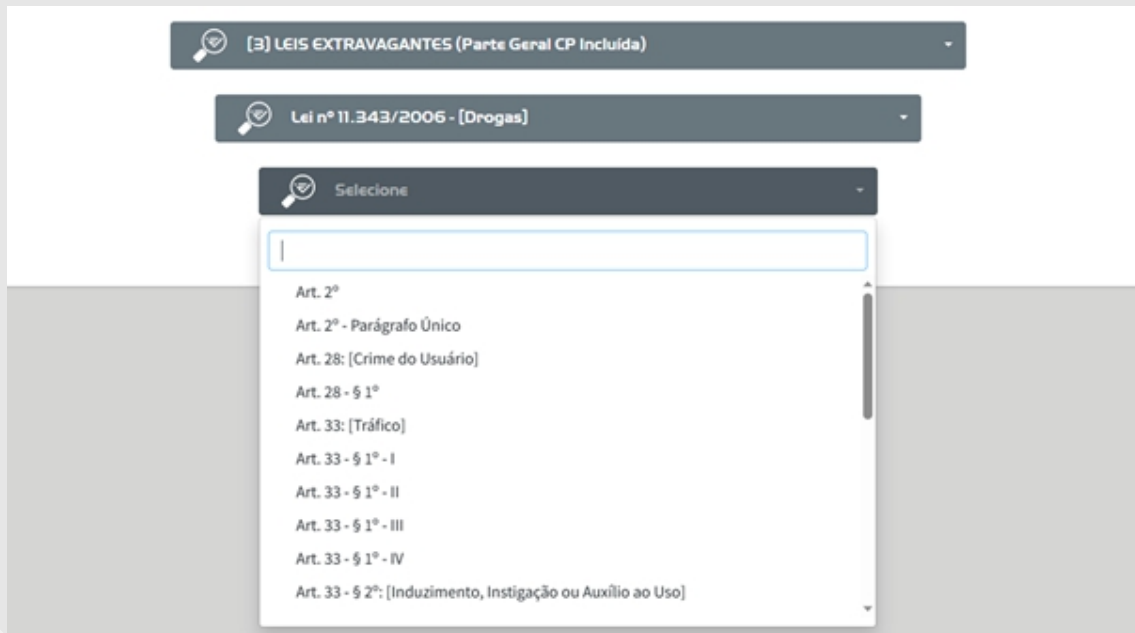 [3] LEIS EXTRAVAGANTES (Parte Geral CP Incluída)
Lei nº 11.343/2006 - [Drogas]
Selecione
Art. 2º
Art. 2º - Parágrafo Único
Art. 28: [Crime do Usuário]
Art. 28 - § 1º
Art. 33: [Tráfico]
Art. 33 - § 1º - I
Art. 33 - § 1º - II
Art. 33 - § 1º - III
Art. 33 - § 1º - IV
Art. 33 - § 2º: [Induzimento, Instigação ou Auxílio ao Uso]